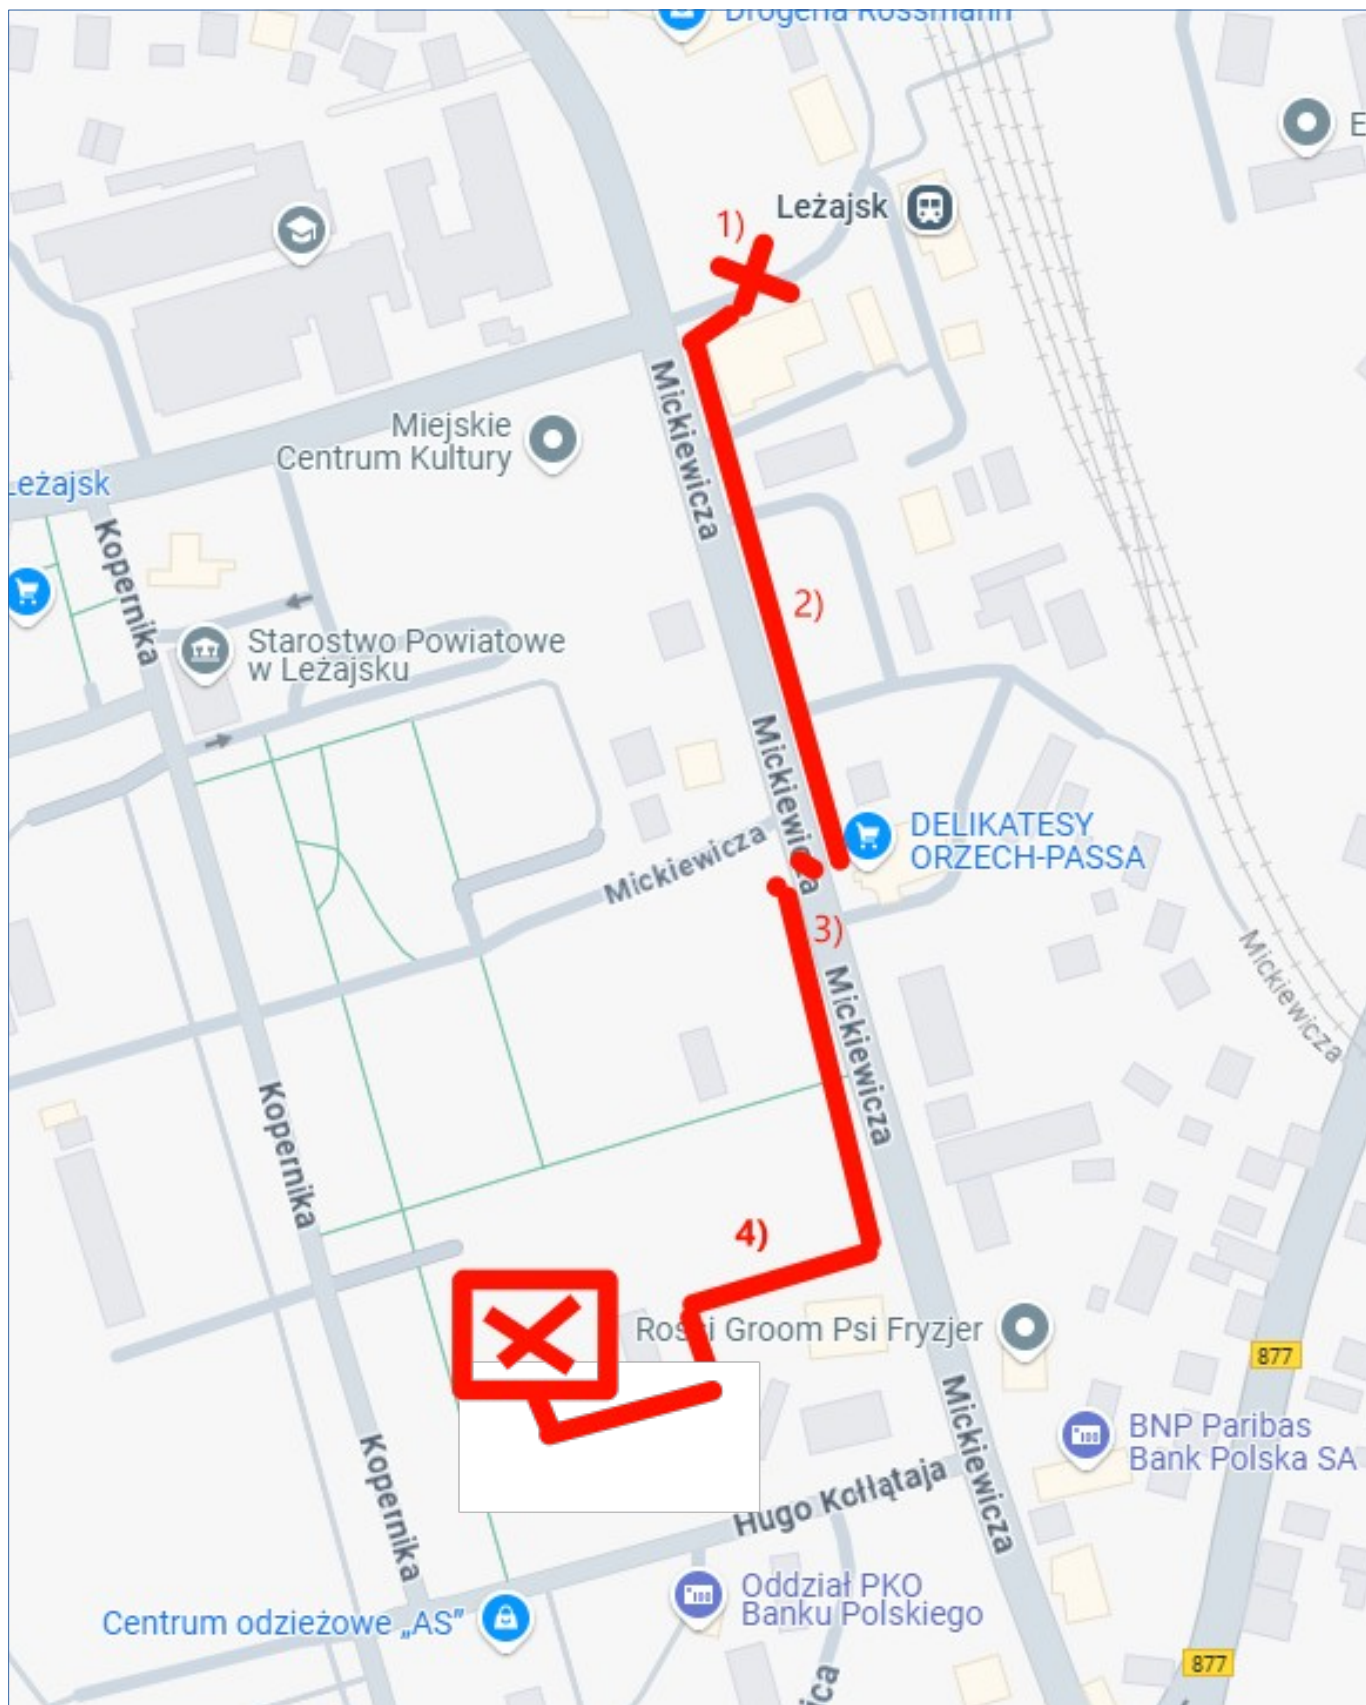 Drogeria Rossmann
E
1)
Leżajsk
Mickiewicza
Miejskie
Centrum Kultury
Leżajsk
Kopernika
2)
Starostwo Powiatowe
w Leżajsku
Mickiewicza
DELIKATESY
ORZECH-PASSA
Mickiewicza
3)
Mickiewicza
Mickiewicza
Kopernika
4)
Rossi Groom Psi Fryzjer
877
Mickiewicza
BNP Paribas
Bank Polska SA
Kopernika
Hugo Kołłątaja
Oddział PKO
Banku Polskiego
Centrum odzieżowe „AS”
877